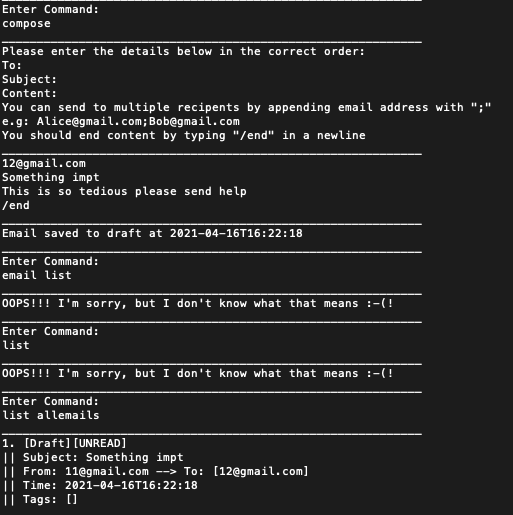 Enter Command:
compose
Please enter the details below in the correct order:
To:
Subject:
Content:
You can send to multiple recipents by appending email address with ";"
e.g: Alice@gmail.com;Bob@gmail.com
You should end content by typing "/end" in a newline
12@gmail.com
Something impt
This is so tedious please send help
/end
Email saved to draft at 2021-04-16T16:22:18
Enter Command:
email list
OOPS!!! I'm sorry, but I don't know what that means :-(!
Enter Command:
list
OOPS!!! I'm sorry, but I don't know what that means :-(!
Enter Command:
list allemails
1. [Draft][UNREAD]
|| Subject: Something impt
|| From: 11@gmail.com --> To: [12@gmail.com]
|| Time: 2021-04-16T16:22:18
|| Tags: []